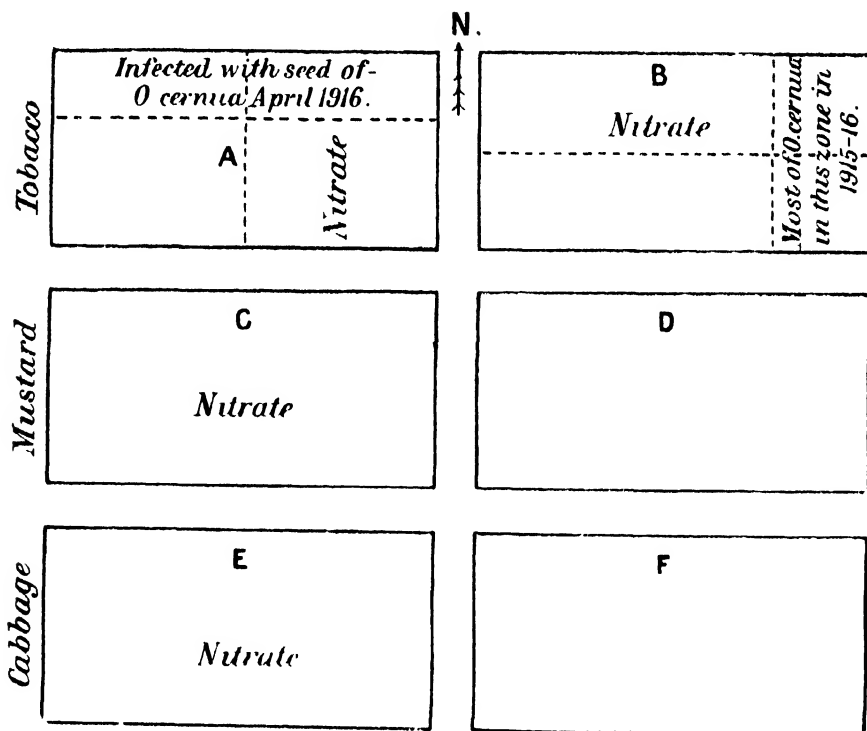 N.
Tobacco
Infected with seed of-
O cernua April 1916.
A
Nitrate
B
Nitrate
Most of O.cernua
in this zone in
1915-16.
Mustard
C
Nitrate
D
Cabbage
E
Nitrate
F